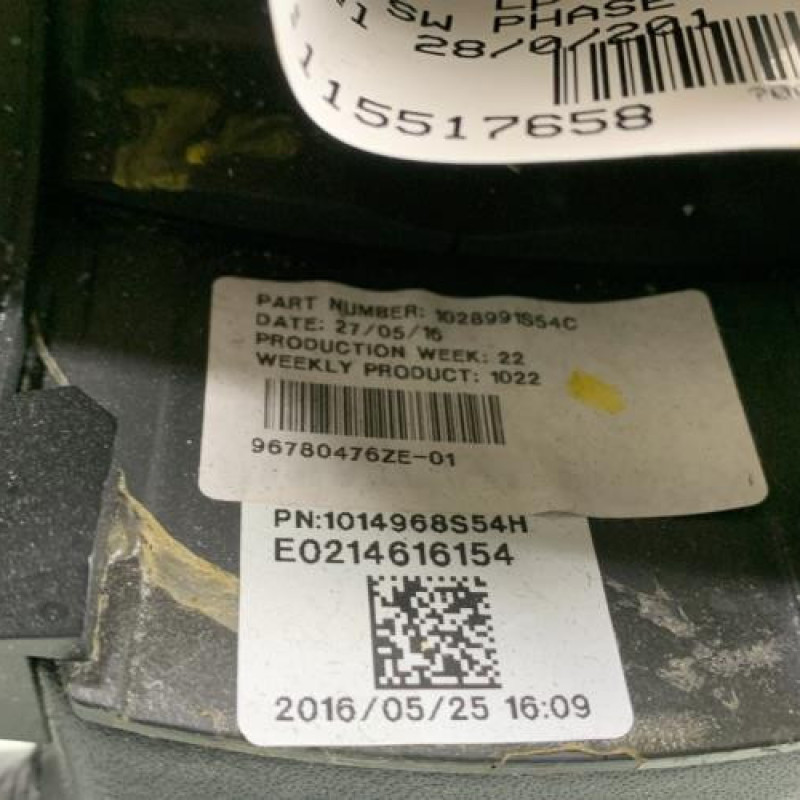 SW PHASE
28/0/201
115517658
PART NUMBER: 1028991S54C
DATE: 27/05/16
PRODUCTION WEEK: 22
WEEKLY PRODUCT: 1022
96780476ZE-01
PN:1014968S54H
E0214616154
2016/05/25 16:09